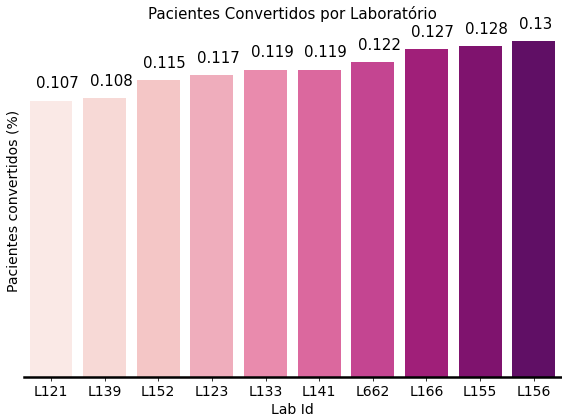 Pacientes Convertidos por Laboratório
0.107
0.108
0.115
0.117
0.119
0.119
0.122
0.127
0.128
0.13
Pacientes convertidos (%)
L121 L139 L152 L123 L133 L141 L662 L166 L155 L156
Lab Id